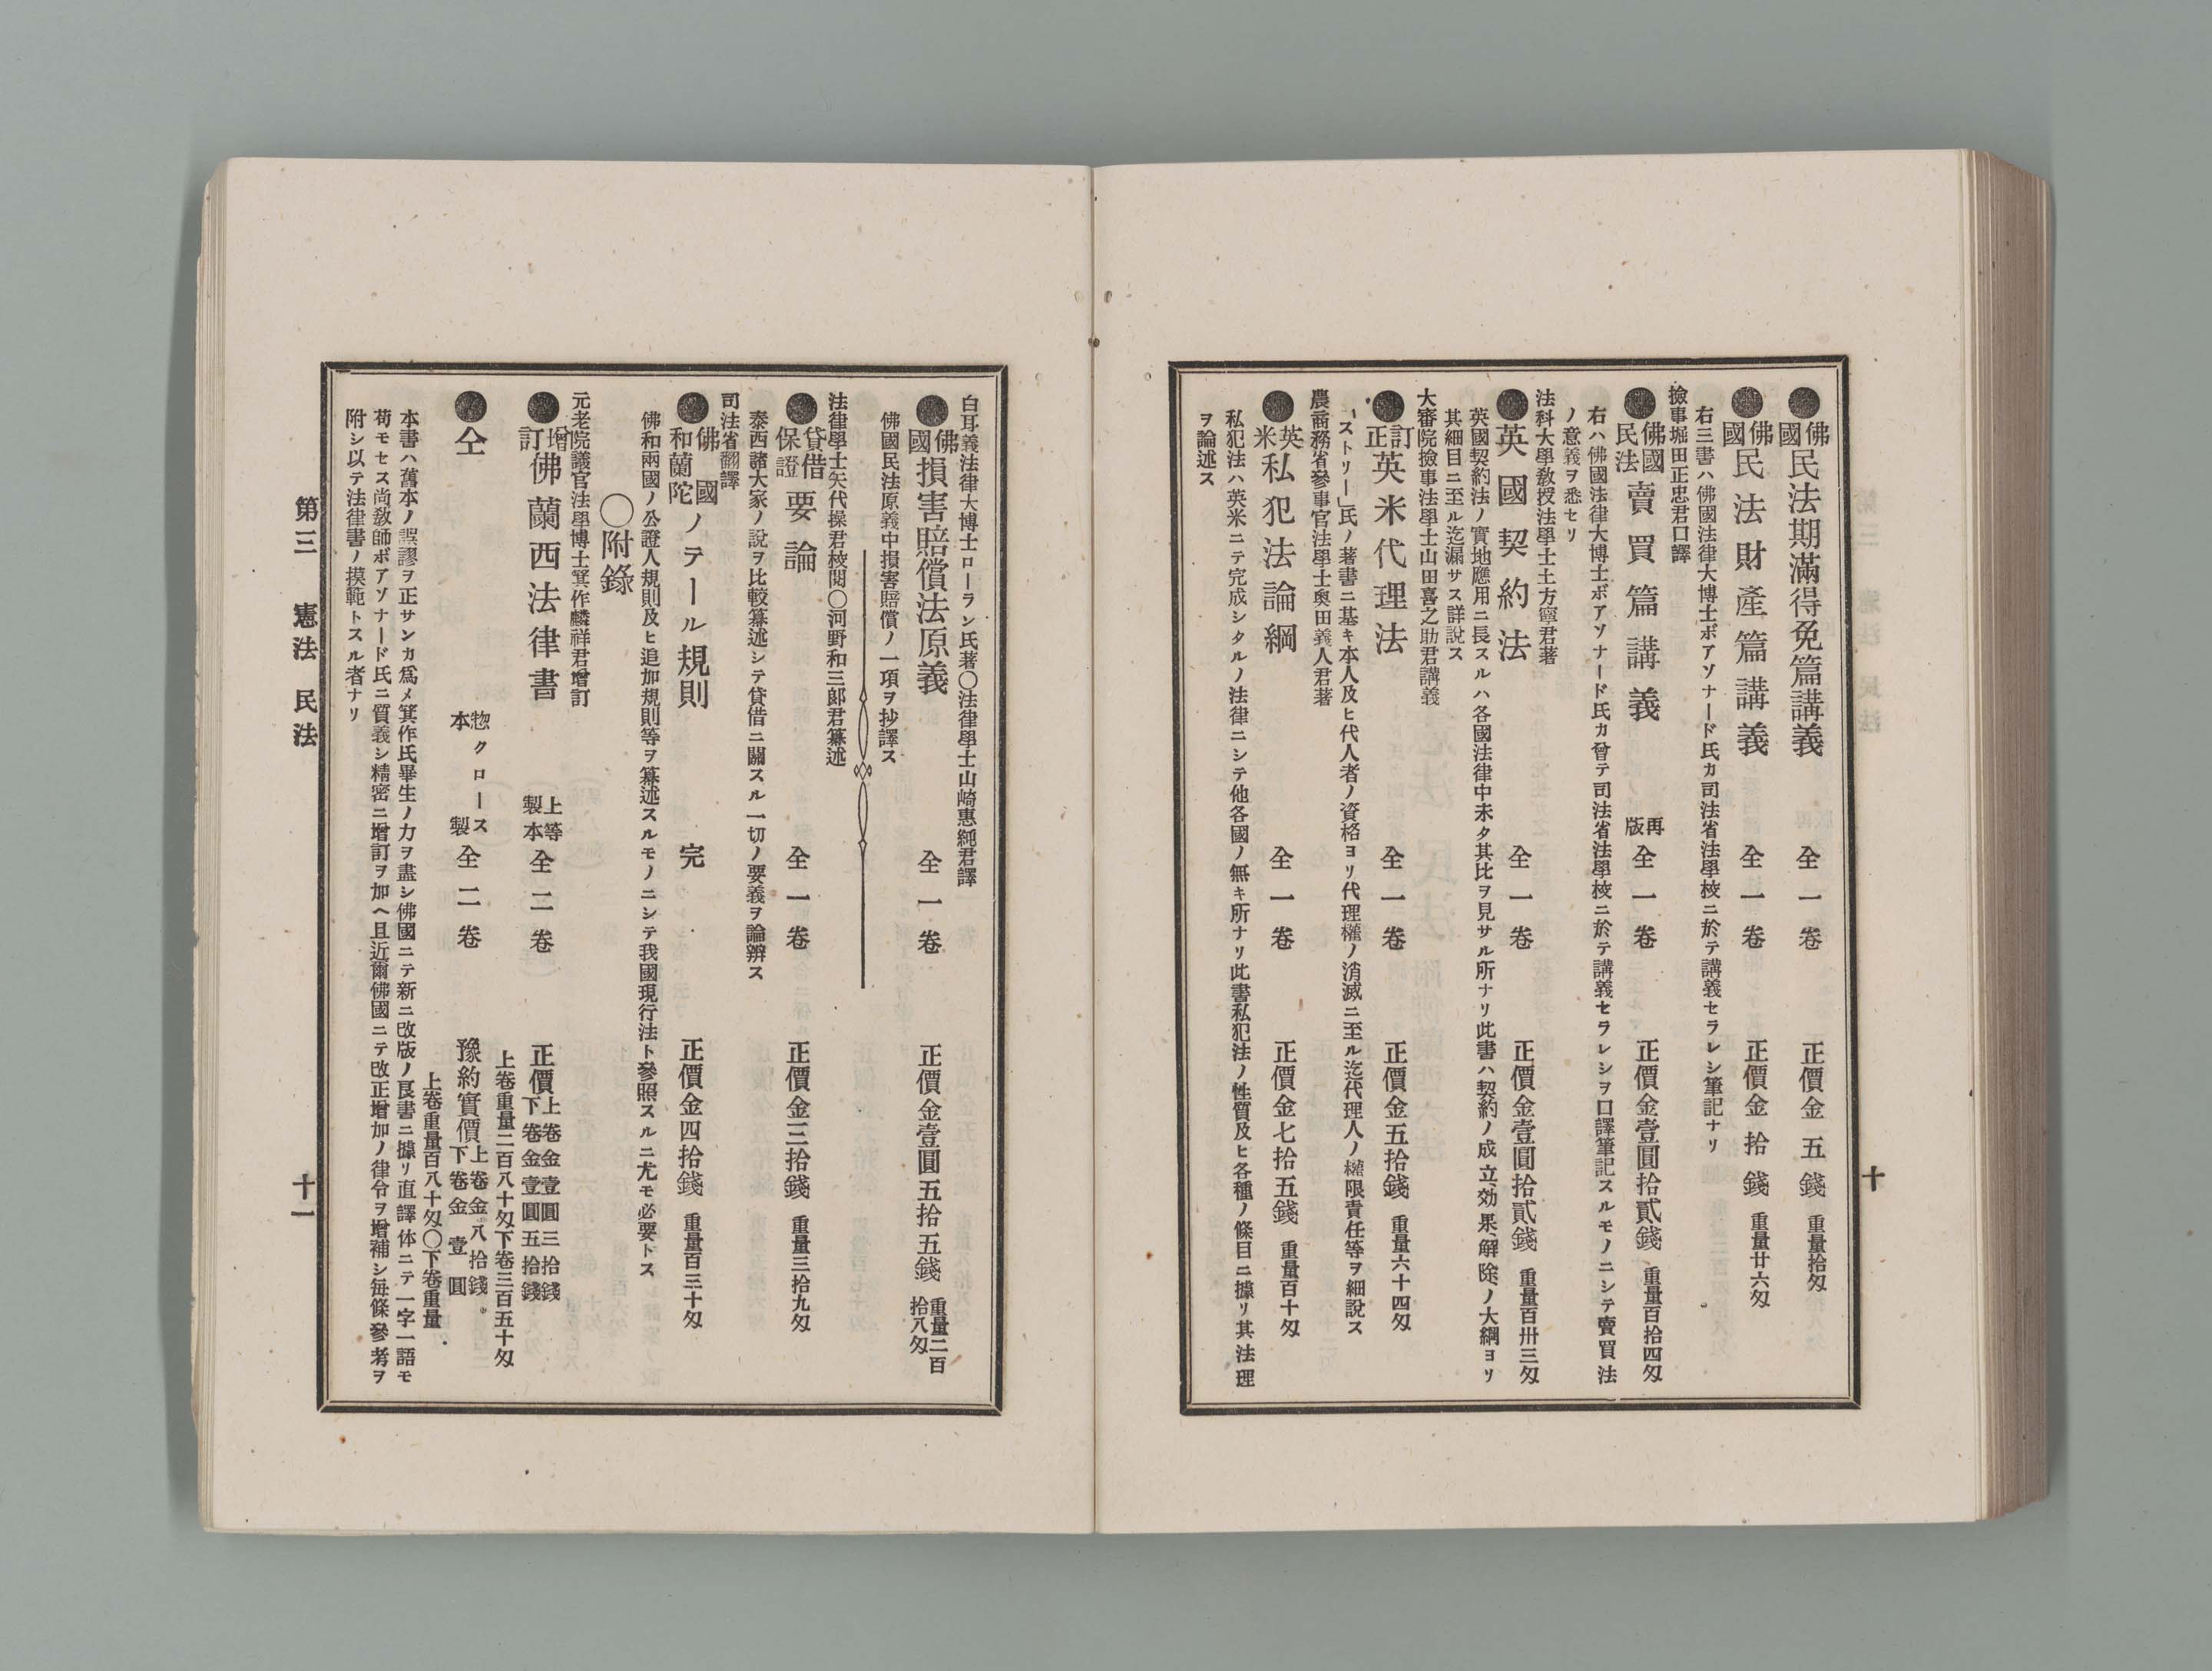 ●佛國民法期滿得免篇講義　全一卷　正價金五錢　重量拾匁
●佛國民法財產篇講義　全一卷　正價金拾錢　重量廿六匁
右三書ハ佛國法律大博士ボアソナード氏カ司法省法學校ニ於テ講義セラレシ筆記ナリ
撿事堀田正忠君口譯
●佛國民法賣買篇講義　再版　全一卷　正價金壹圓拾貳錢　重量百拾四匁
右ハ佛國法律大博士ボアソナード氏カ曾テ司法省法學校ニ於テ講義セラレシヲ口譯筆記スルモノニシテ賣買法
ノ意義ヲ悉セリ
法科大學敎授法學士土方寧君著
●英國契約法　全一卷　正價金壹圓拾貳錢　重量百卅三匁
英國契約法ノ實地應用ニ長スルハ各國法律中未タ其比ヲ見サル所ナリ此書ハ契約ノ成立、効果、解除ノ大綱ヨリ
其細目ニ至ル迄漏サス詳說ス
大審院撿事法學士山田喜之助君講義
●訂正英米代理法　全一卷　正價金五拾錢　重量六十四匁
「ストリー」氏ノ著書ニ基キ本人及ヒ代人者ノ資格ヨリ代理權ノ消滅ニ至ル迄代理人ノ權限責任等ヲ細說ス
農商務省參事官法學士奧田義人君著
●英米私犯法論綱　全一卷　正價金七拾五錢　重量百十匁
私犯法ハ英米ニテ完成シタルノ法律ニシテ他各國ノ無キ所ナリ此書私犯法ノ性質及ヒ各種ノ條目ニ據リ其法理
ヲ論述ス
十
白耳義法律大博士ローラン氏著〇法律學士山崎惠純君譯
●佛國損害賠償法原義　全一卷　正價金壹圓五拾五錢　重量二百拾八匁
佛國民法原義中損害賠償ノ一項ヲ抄譯ス
法律學士矢代操君校閱〇河野和三郞君纂述
●貸借保證要論　全一卷　正價金三拾錢　重量三拾九匁
泰西諸大家ノ說ヲ比較纂述シテ貸借ニ關スル一切ノ要義ヲ論辨ス
司法省翻譯
●佛國和蘭陀ノテール規則　完　正價金四拾錢　重量百三十匁
佛和兩國ノ公證人規則及ヒ追加規則等ヲ纂述スルモノニシテ我國現行法ト參照スルニ尤モ必要トス
〇附錄
元老院議官法學博士箕作麟祥君增訂
●增訂佛蘭西法律書　上等製本　全二卷　正價上卷金壹圓三拾錢下卷金壹圓五拾錢
上卷重量二百八十匁下卷三百五十匁
●仝　惣クロース本製　全二卷　豫約實價上卷金八拾錢。下卷金壹圓
上卷重量百八十匁〇下卷重量
本書ハ舊本ノ誤謬ヲ正サンカ爲メ箕作氏畢生ノ力ヲ盡シ佛國ニテ新ニ改版ノ良書ニ據リ直譯体ニテ一字一語モ
苟モセス尚敎師ボアソナード氏ニ質義シ精密ニ增訂ヲ加ヘ且近爾佛國ニテ改正增加ノ律令ヲ增補シ每條參考ヲ
附シ以テ法律書ノ摸範トスル者ナリ
第三　憲法　民法　十一